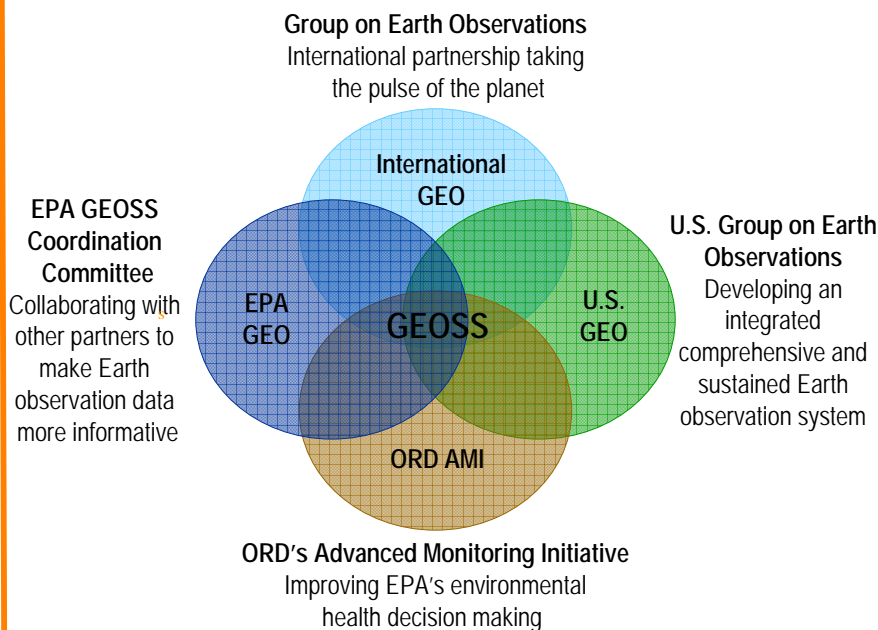 Group on Earth Observations
International partnership taking
the pulse of the planet
International
GEO
EPA GEOSS
Coordination
Committee
Collaborating with
other partners to
make Earth
observation data
more informative
s
EPA
GEO
GEOSS
U.S.
GEO
U.S. Group on Earth
Observations
Developing an
integrated
comprehensive and
sustained Earth
observation system
ORD AMI
ORD's Advanced Monitoring Initiative
Improving EPA's environmental
health decision making